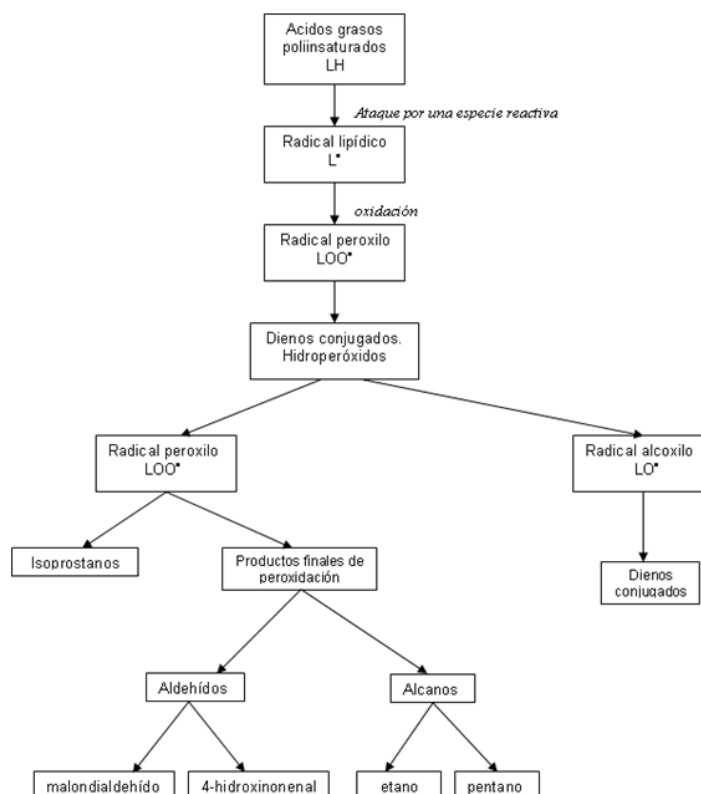 Acidos grasos
poliinsaturados
LH
Ataque por una especie reactiva
Radical lipídico
L•
oxidación
Radical peroxilo
LOO•
Dienos conjugados.
Hidroperóxidos
Radical peroxilo
LOO•
Radical alcoxilo
LO•
Isoprostanos
Productos finales de
peroxidación
Dienos
conjugados
Aldehídos
Alcanos
malondialdehído
4-hidroxinonenal
etano
pentano